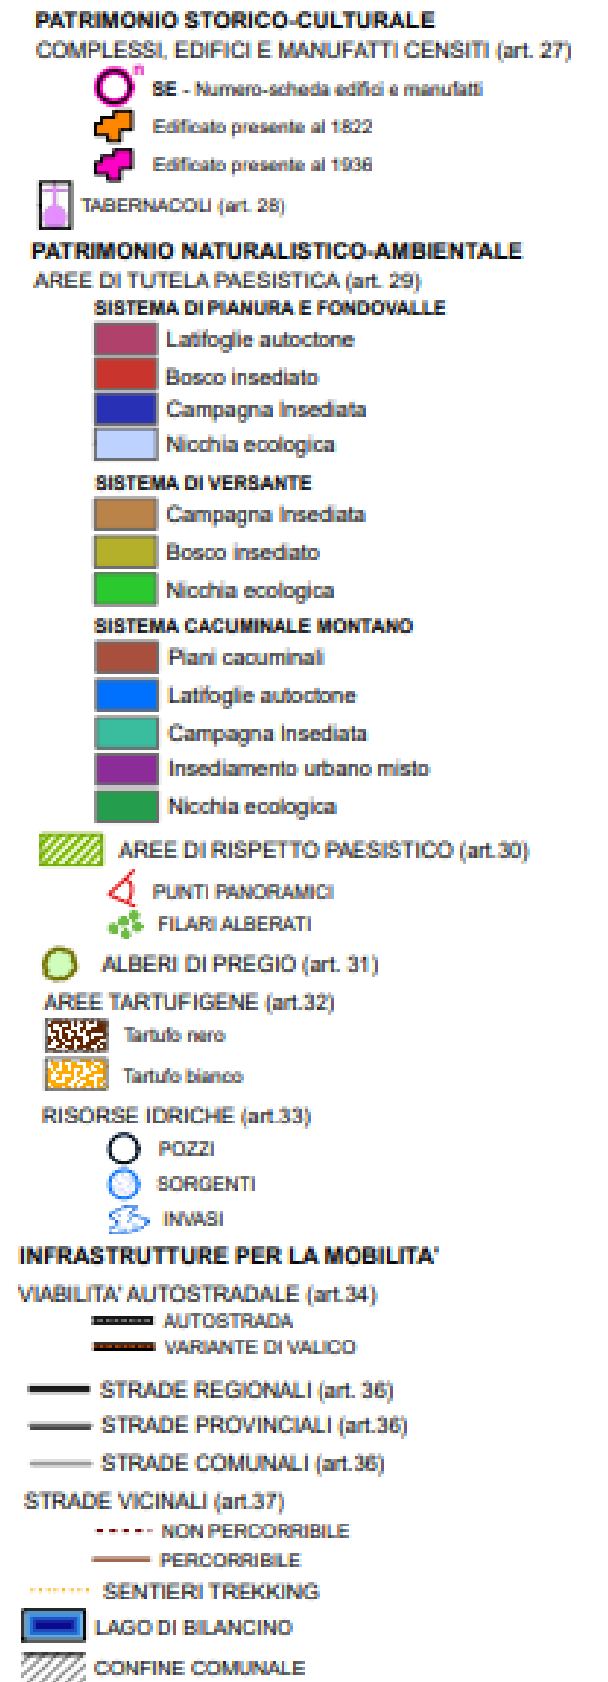 PATRIMONIO STORICO-CULTURALE
COMPLESSI, EDIFICI E MANUFATTI CENSITI (art. 27)
n
SE - Numero-scheda edifici e manufatti
Edificato presente al 1822
Edificato presente al 1936
TABERNACOLI (art. 28)
PATRIMONIO NATURALISTICO-AMBIENTALE
AREE DI TUTELA PAESISTICA (art. 29)
SISTEMA DI PIANURA E FONDOVALLE
Latifoglie autoctone
Bosco insediato
Campagna Insediata
Nicchia ecologica
SISTEMA DI VERSANTE
Campagna Insediata
Bosco insediato
Nicchia ecologica
SISTEMA CACUMINALE MONTANO
Piani cacuminali
Latifoglie autoctone
Campagna Insediata
Insediamento urbano misto
Nicchia ecologica
AREE DI RISPETTO PAESISTICO (art.30)
PUNTI PANORAMICI
FILARI ALBERATI
ALBERI DI PREGIO (art. 31)
AREE TARTUFIGENE (art.32)
Tartufo nero
Tartufo bianco
RISORSE IDRICHE (art.33)
POZZI
SORGENTI
INVASI
INFRASTRUTTURE PER LA MOBILITA'
VIABILITA' AUTOSTRADALE (art.34)
AUTOSTRADA
VARIANTE DI VALICO
STRADE REGIONALI (art. 36)
STRADE PROVINCIALI (art.36)
STRADE COMUNALI (art.36)
STRADE VICINALI (art.37)
NON PERCORRIBILE
PERCORRIBILE
SENTIERI TREKKING
LAGO DI BILANCINO
CONFINE COMUNALE